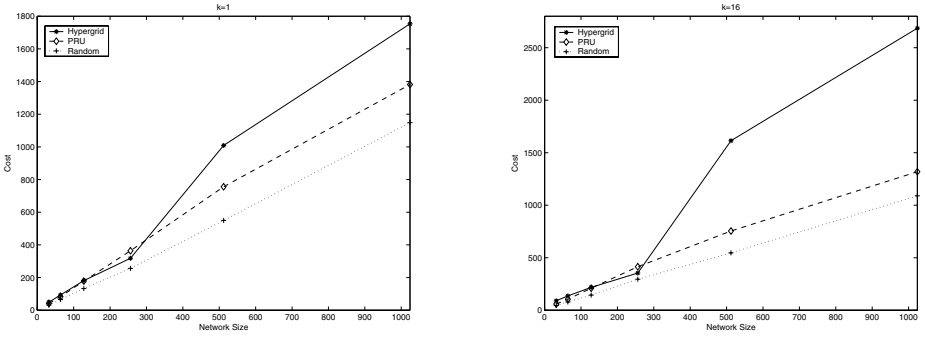 k=1
1800
1600
1400
1200
1000
800
600
400
200
0
Cost
Hypergrid
PRU
Random
0 100 200 300 400 500 600 700 800 900 1000
Network Size
k=16
2500
2000
1500
1000
500
0
Cost
Hypergrid
PRU
Random
0 100 200 300 400 500 600 700 800 900 1000
Network Size